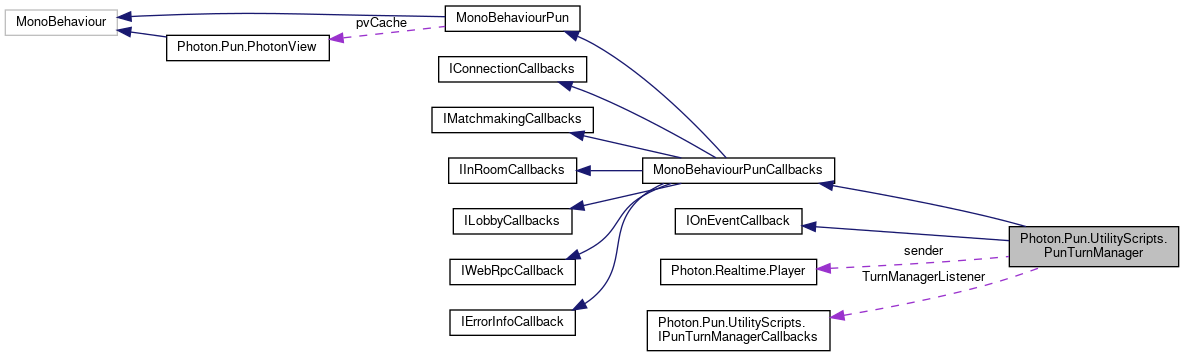 MonoBehaviour
MonoBehaviourPun
pvCache
Photon.Pun.PhotonView
IConnectionCallbacks
IMatchmakingCallbacks
IInRoomCallbacks
MonoBehaviourPunCallbacks
ILobbyCallbacks
IOnEventCallback
Photon.Pun.UtilityScripts.
PunTurnManager
sender
IWebRpcCallback
Photon.Realtime.Player
TurnManagerListener
IErrorInfoCallback
Photon.Pun.UtilityScripts.
IPunTurnManagerCallbacks